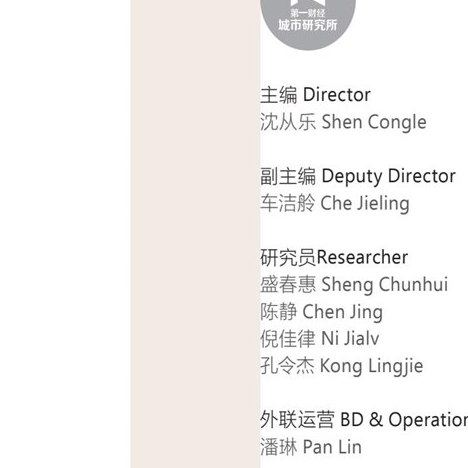 第一财经
城市研究所
主编 Director
沈从乐 Shen Congle
副主编 Deputy Director
车洁舲 Che Jieling
研究员Researcher
盛春惠 Sheng Chunhui
陈静 Chen Jing
倪佳律 Ni Jialv
孔令杰 Kong Lingjie
外联运营 BD & Operation
潘琳 Pan Lin